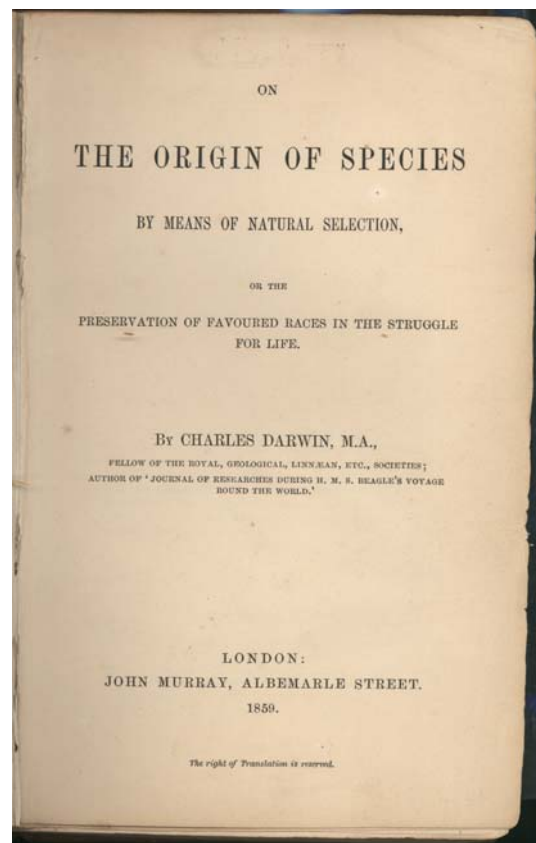 ON
THE ORIGIN OF SPECIES
BY MEANS OF NATURAL SELECTION,
OR THE
PRESERVATION OF FAVOURED RACES IN THE STRUGGLE
FOR LIFE.
By CHARLES DARWIN, M.A.,
FELLOW OF THE ROYAL, GEOLOGICAL, LINNÆAN, ETC., SOCIETIES;
AUTHOR OF ‘JOURNAL OF RESEARCHES DURING H. M. S. BEAGLE’S VOYAGE
ROUND THE WORLD.’
LONDON:
JOHN MURRAY, ALBEMARLE STREET.
1859.
The right of Translation is reserved.